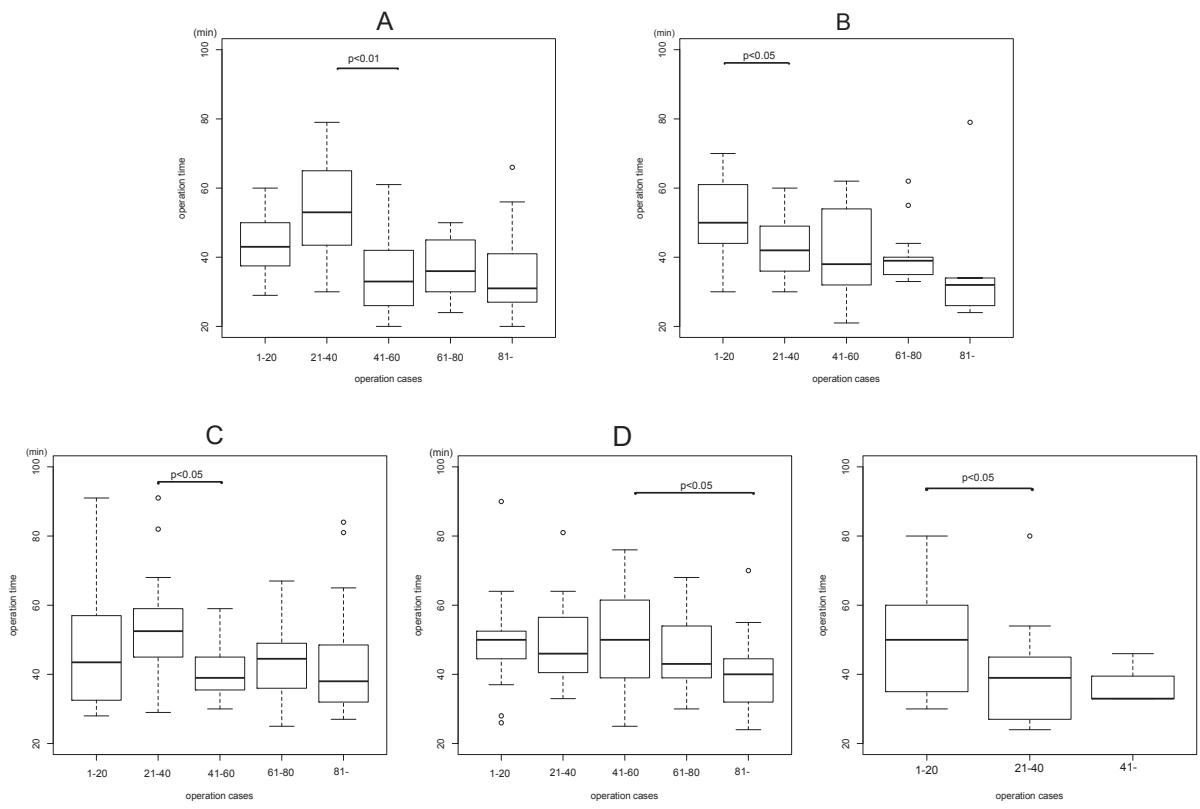 A
(min)
100
80
60
40
20
operation time
p<0.01
1-20 21-40 41-60 61-80 81-
operation cases
B
100
80
60
40
20
operation time
p<0.05
1-20 21-40 41-60 61-80 81-
operation cases
C
(min)
100
80
60
40
20
operation time
p<0.05
1-20 21-40 41-60 61-80 81-
operation cases
D
(min)
100
80
60
40
20
operation time
p<0.05
1-20 21-40 41-60 61-80 81-
operation cases
100
80
60
40
20
operation time
p<0.05
1-20 21-40 41-
operation cases